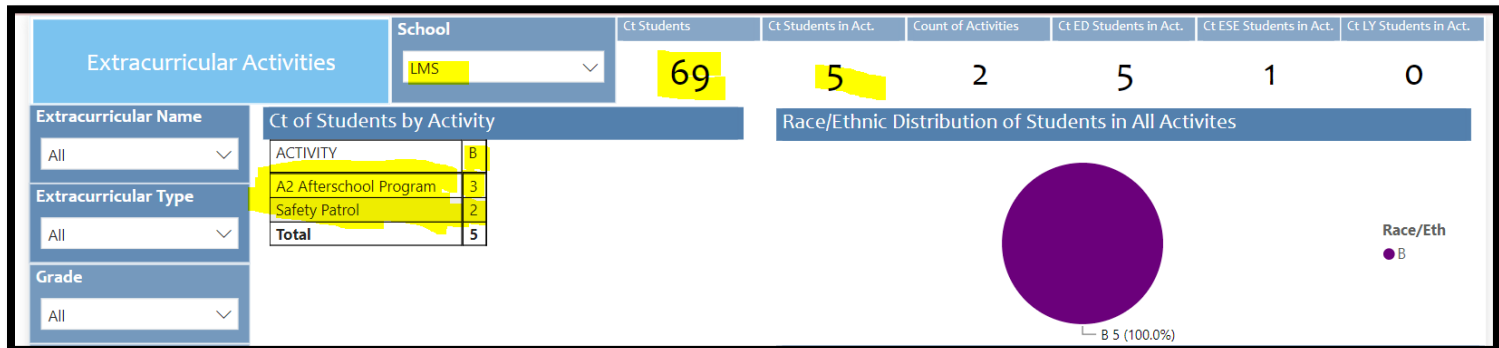 Extracurricular Activities
School
LMS
Ct Students
69
Ct Students in Act.
5
Count of Activities
2
Ct ED Students in Act.
5
Ct ESE Students in Act.
1
Ct LY Students in Act.
0
Extracurricular Name
All
Extracurricular Type
All
Grade
All
Ct of Students by Activity
ACTIVITY B
A2 Afterschool Program 3
Safety Patrol 2
Total 5
Race/Ethnic Distribution of Students in All Activites
B 5 (100.0%)
Race/Eth
B